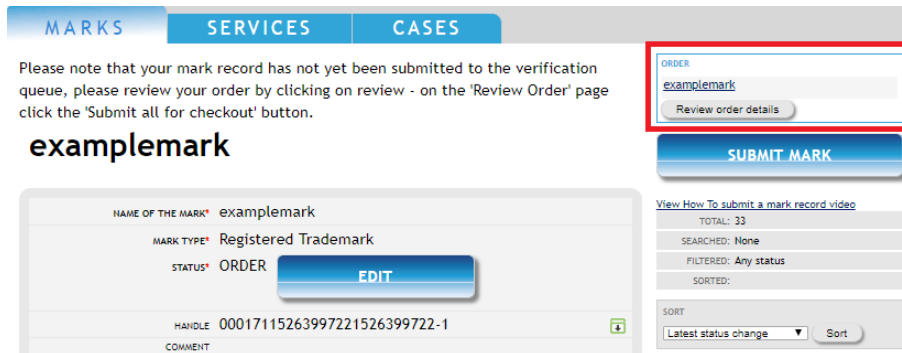 MARKS SERVICES CASES
Please note that your mark record has not yet been submitted to the verification
queue, please review your order by clicking on review - on the 'Review Order' page
click the 'Submit all for checkout' button.
examplemark
NAME OF THE MARK* examplemark
MARK TYPE* Registered Trademark
STATUS* ORDER EDIT
HANDLE 00017115263997221526399722-1
COMMENT
ORDER
examplemark
Review order details
SUBMIT MARK
View How To submit a mark record video
TOTAL: 33
SEARCHED: None
FILTERED: Any status
SORTED:
SORT
Latest status change Sort